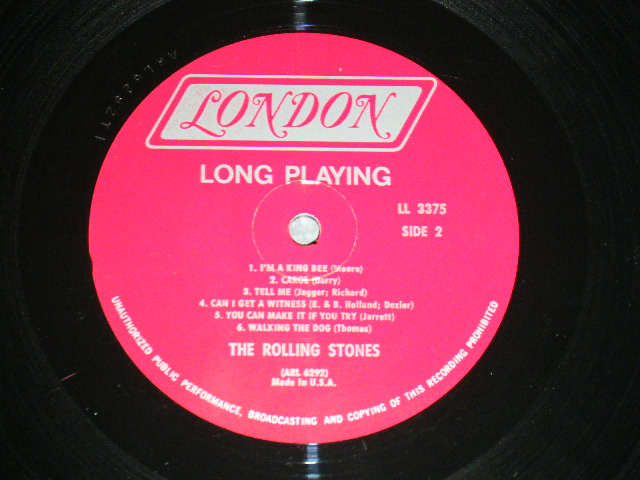 LONDON
LONG PLAYING
LL 3375
SIDE 2
1. I'M A KING BEE (Moore)
2. CAROL (Berry)
3. TELL ME (Jagger; Richard)
4. CAN I GET A WITNESS (E. & B. Holland; Dozier)
5. YOU CAN MAKE IT IF YOU TRY (Jarrett)
6. WALKING THE DOG (Thomas)
THE ROLLING STONES
(ARL 6292)
Made in U.S.A.
UNAUTHORIZED PUBLIC PERFORMANCE, BROADCASTING AND COPYING OF THIS RECORDING PROHIBITED